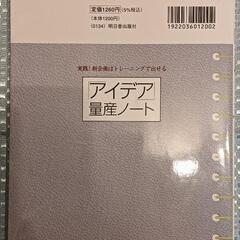 定価1260円(5%税込)
(本体1200円)
(0134) 明日香出版社
1922036012002
実践!新企画はトレーニングで出せる
アイデア
量産ノート